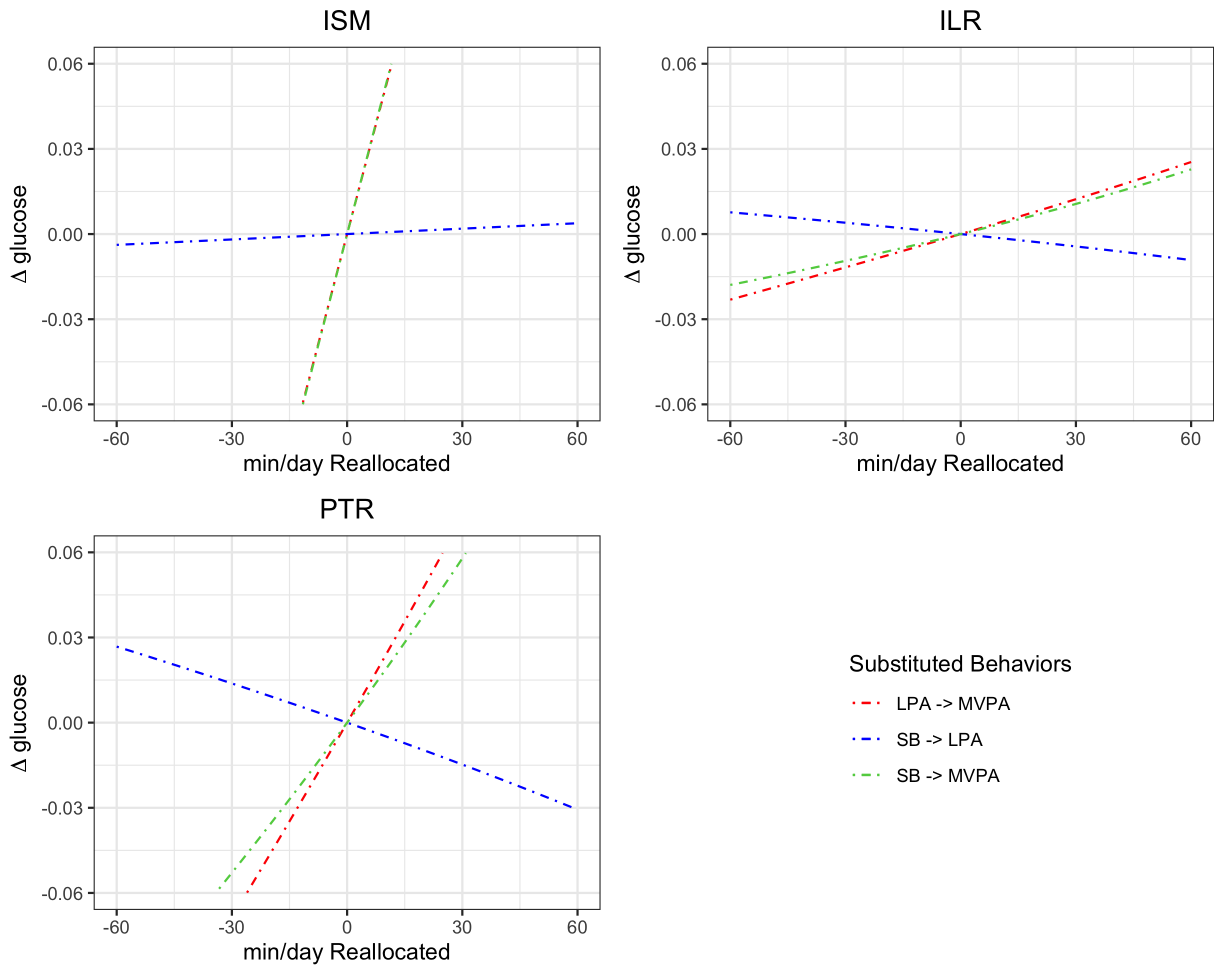 ISM
0.06
0.03
0.00
-0.03
-0.06
Δ glucose
-60 -30 0 30 60
min/day Reallocated
ILR
0.06
0.03
0.00
-0.03
-0.06
Δ glucose
-60 -30 0 30 60
min/day Reallocated
PTR
0.06
0.03
0.00
-0.03
-0.06
Δ glucose
-60 -30 0 30 60
min/day Reallocated
Substituted Behaviors
LPA -> MVPA
SB -> LPA
SB -> MVPA